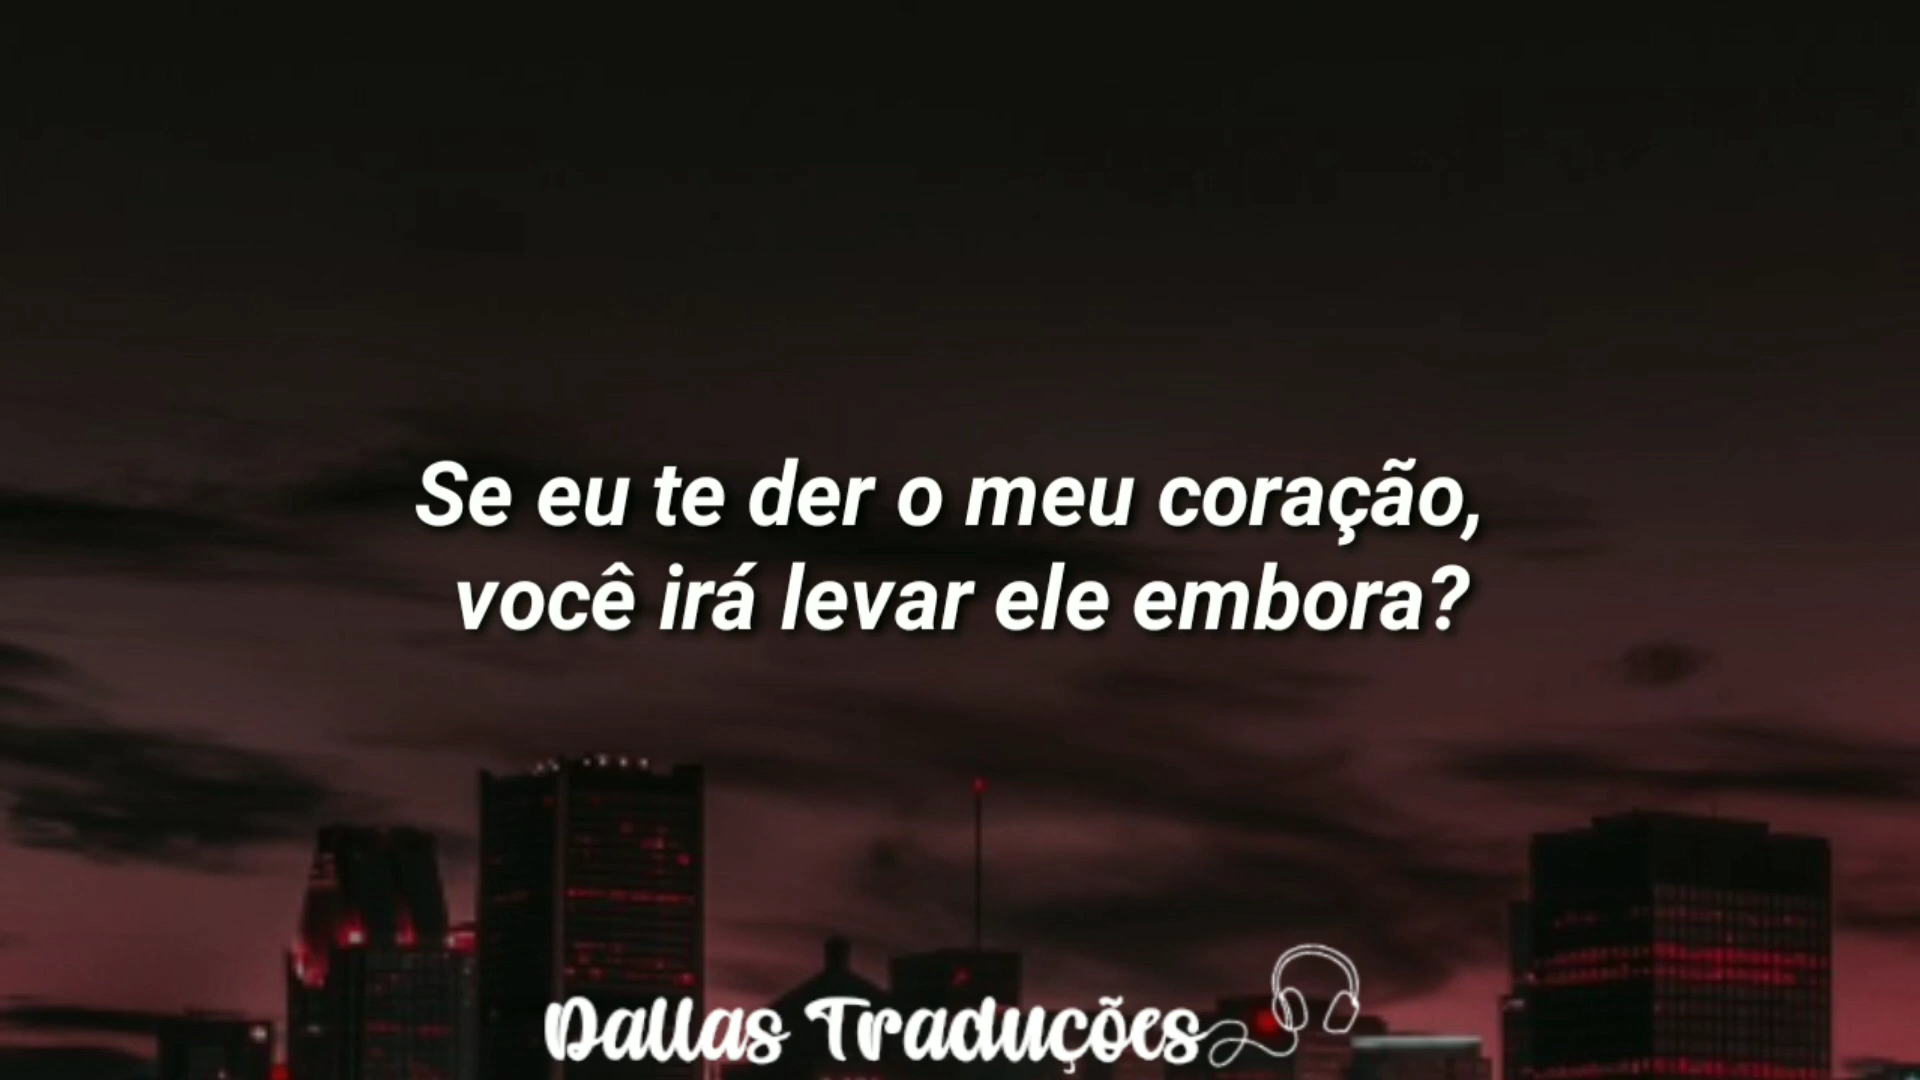 Se eu te der o meu coração,
você irá levar ele embora?
Dallas Traduções